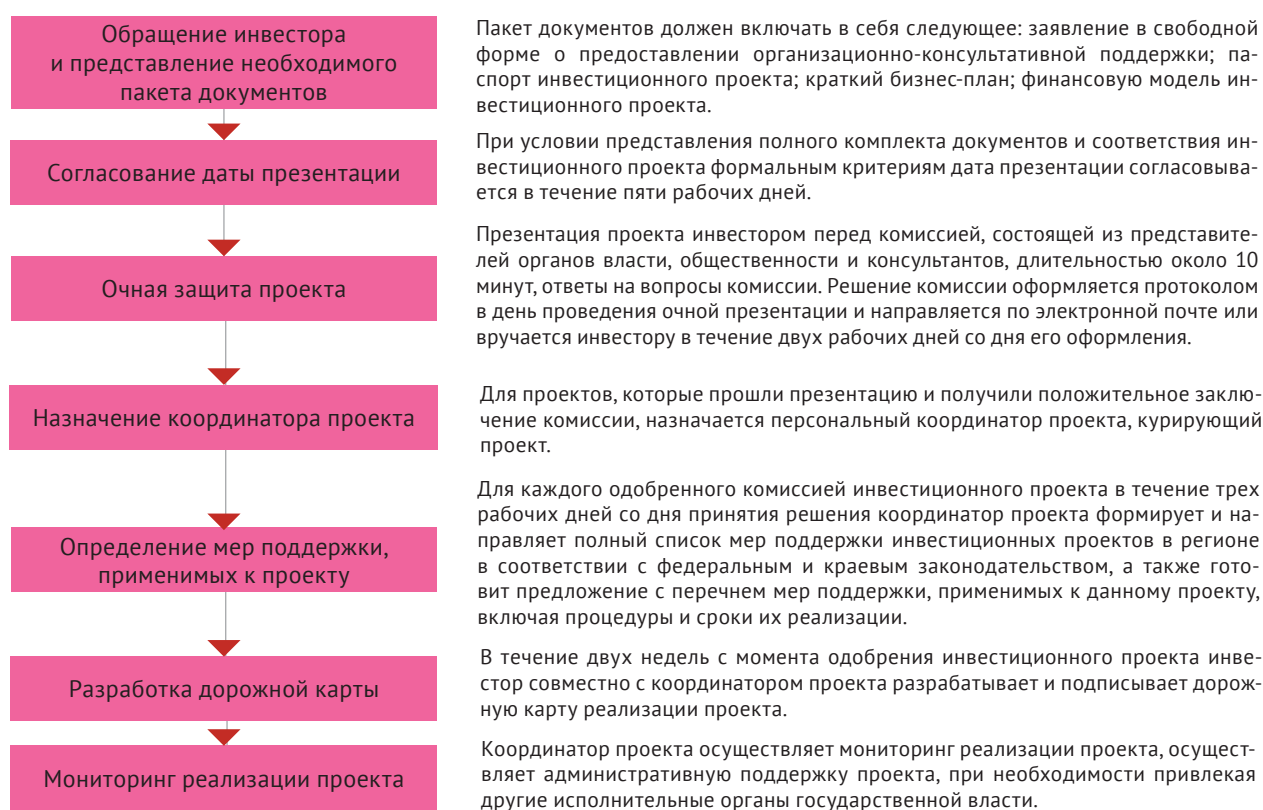 Обращение инвестора
и представление необходимого
пакета документов
Пакет документов должен включать в себя следующее: заявление в свободной
форме о предоставлении организационно-консультативной поддержки; па-
спорт инвестиционного проекта; краткий бизнес-план; финансовую модель ин-
вестиционного проекта.
Согласование даты презентации
При условии представления полного комплекта документов и соответствия ин-
вестиционного проекта формальным критериям дата презентации согласовыва-
ется в течение пяти рабочих дней.
Очная защита проекта
Презентация проекта инвестором перед комиссией, состоящей из представите-
лей органов власти, общественности и консультантов, длительностью около 10
минут, ответы на вопросы комиссии. Решение комиссии оформляется протоколом
в день проведения очной презентации и направляется по электронной почте или
вручается инвестору в течение двух рабочих дней со дня его оформления.
Назначение координатора проекта
Для проектов, которые прошли презентацию и получили положительное заклю-
чение комиссии, назначается персональный координатор проекта, курирующий
проект.
Определение мер поддержки,
применимых к проекту
Для каждого одобренного комиссией инвестиционного проекта в течение трех
рабочих дней со дня принятия решения координатор проекта формирует и на-
правляет полный список мер поддержки инвестиционных проектов в регионе
в соответствии с федеральным и краевым законодательством, а также гото-
вит предложение с перечнем мер поддержки, применимых к данному проекту,
включая процедуры и сроки их реализации.
Разработка дорожной карты
В течение двух недель с момента одобрения инвестиционного проекта инве-
стор совместно с координатором проекта разрабатывает и подписывает дорож-
ную карту реализации проекта.
Мониторинг реализации проекта
Координатор проекта осуществляет мониторинг реализации проекта, осущест-
вляет административную поддержку проекта, при необходимости привлекая
другие исполнительные органы государственной власти.